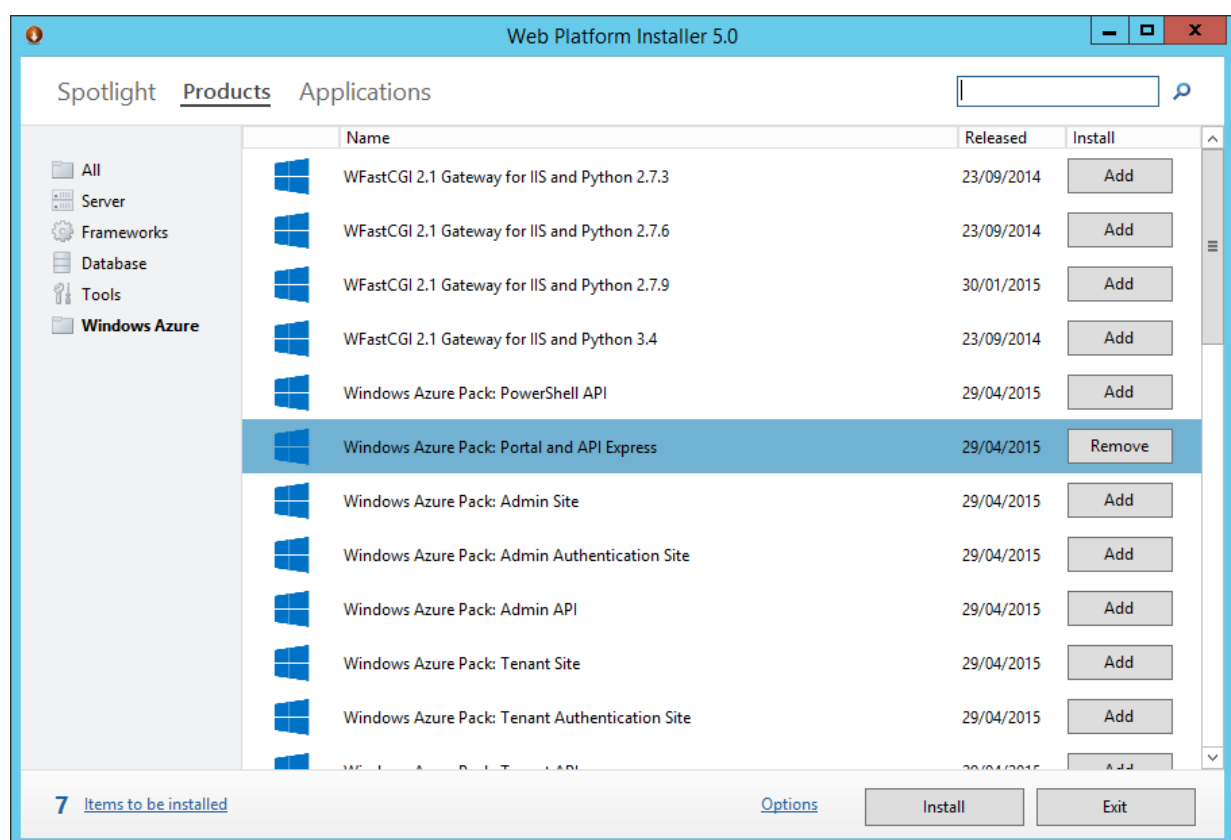 Web Platform Installer 5.0
Spotlight Products Applications
Name Released Install
All
Server
Frameworks
Database
Tools
Windows Azure
WFastCGI 2.1 Gateway for IIS and Python 2.7.3 23/09/2014 Add
WFastCGI 2.1 Gateway for IIS and Python 2.7.6 23/09/2014 Add
WFastCGI 2.1 Gateway for IIS and Python 2.7.9 30/01/2015 Add
WFastCGI 2.1 Gateway for IIS and Python 3.4 23/09/2014 Add
Windows Azure Pack: PowerShell API 29/04/2015 Add
Windows Azure Pack: Portal and API Express 29/04/2015 Remove
Windows Azure Pack: Admin Site 29/04/2015 Add
Windows Azure Pack: Admin Authentication Site 29/04/2015 Add
Windows Azure Pack: Admin API 29/04/2015 Add
Windows Azure Pack: Tenant Site 29/04/2015 Add
Windows Azure Pack: Tenant Authentication Site 29/04/2015 Add
7 Items to be installed Options Install Exit